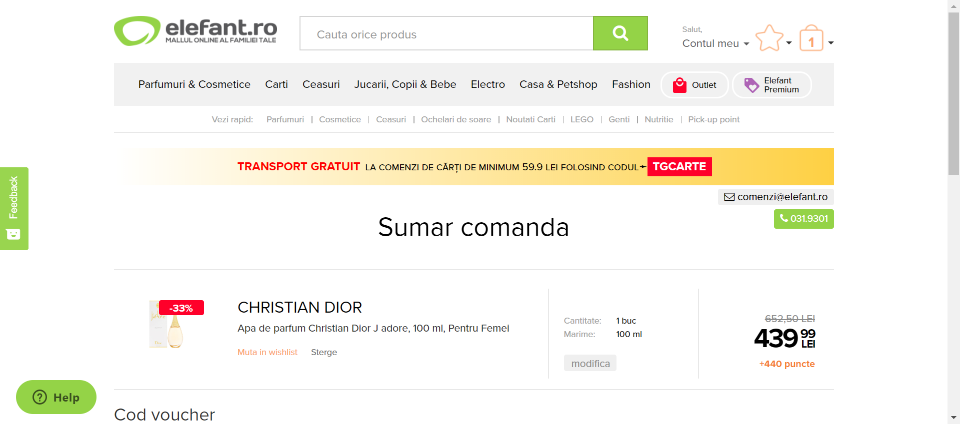 elefant.ro
MALLUL ONLINE AL FAMILIEI TALE
Cauta orice produs
Salut,
Contul meu
1
Parfumuri & Cosmetice Carti Ceasuri Jucarii, Copii & Bebe Electro Casa & Petshop Fashion Outlet Elefant Premium
Vezi rapid: Parfumuri | Cosmetice | Ceasuri | Ochelari de soare | Noutati Carti | LEGO | Genti | Nutritie | Pick-up point
TRANSPORT GRATUIT LA COMENZI DE CĂRȚI DE MINIMUM 59.9 LEI FOLOSIND CODUL TGCARTE
Feedback
comenzi@elefant.ro
031.9301
Sumar comanda
-33%
CHRISTIAN DIOR
Apa de parfum Christian Dior J adore, 100 ml, Pentru Femei
Muta in wishlist Sterge
Cantitate: 1 buc
Marime: 100 ml
modifica
652,50 LEI
439 99 LEI
+440 puncte
Help
Cod voucher